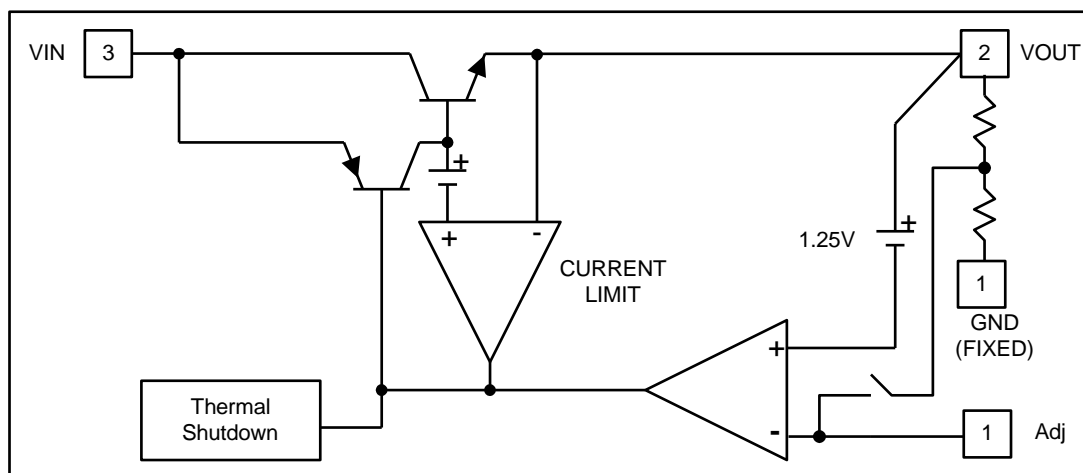 VIN
3
2
VOUT
+
+
-
CURRENT
LIMIT
1.25V
+
1
GND
(FIXED)
+
-
1
Adj
Thermal
Shutdown